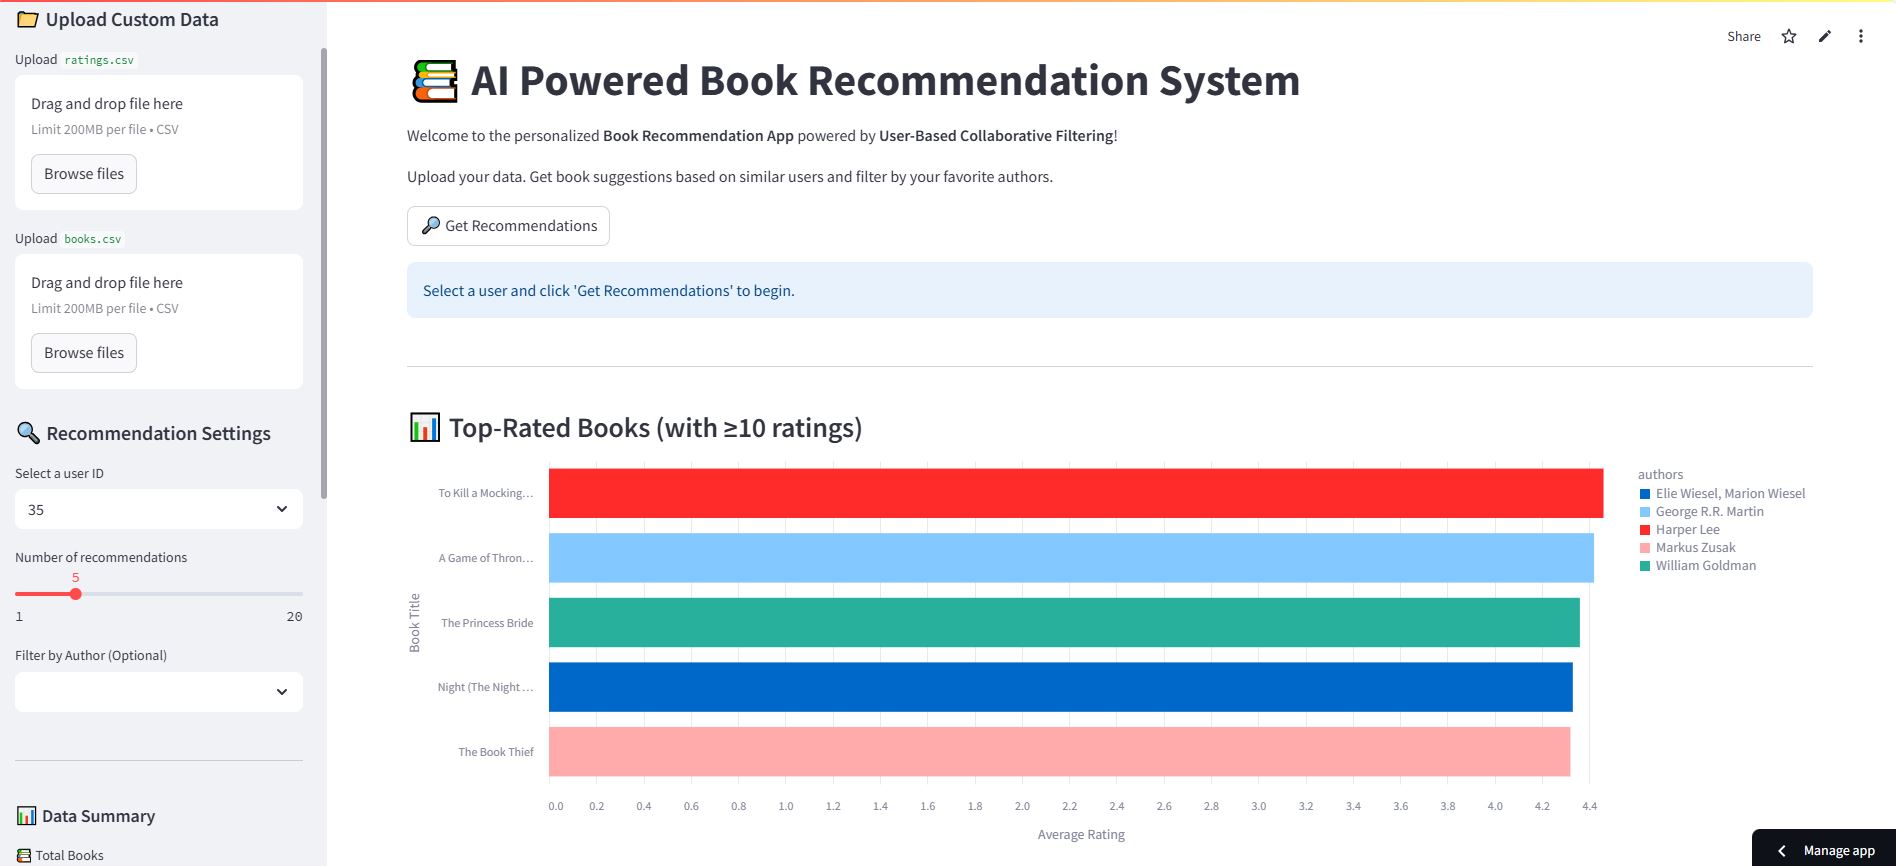 Upload Custom Data
Upload ratings.csv
Drag and drop file here
Limit 200MB per file • CSV
Browse files
Upload books.csv
Drag and drop file here
Limit 200MB per file • CSV
Browse files
Recommendation Settings
Select a user ID
35
Number of recommendations
5
1 20
Filter by Author (Optional)
Data Summary
Total Books
Share
AI Powered Book Recommendation System
Welcome to the personalized Book Recommendation App powered by User-Based Collaborative Filtering!
Upload your data. Get book suggestions based on similar users and filter by your favorite authors.
Get Recommendations
Select a user and click 'Get Recommendations' to begin.
Top-Rated Books (with ≥10 ratings)
Book Title
To Kill a Mocking…
A Game of Thron…
The Princess Bride
Night (The Night …
The Book Thief
0.0 0.2 0.4 0.6 0.8 1.0 1.2 1.4 1.6 1.8 2.0 2.2 2.4 2.6 2.8 3.0 3.2 3.4 3.6 3.8 4.0 4.2 4.4
Average Rating
authors
Elie Wiesel, Marion Wiesel
George R.R. Martin
Harper Lee
Markus Zusak
William Goldman
Manage app